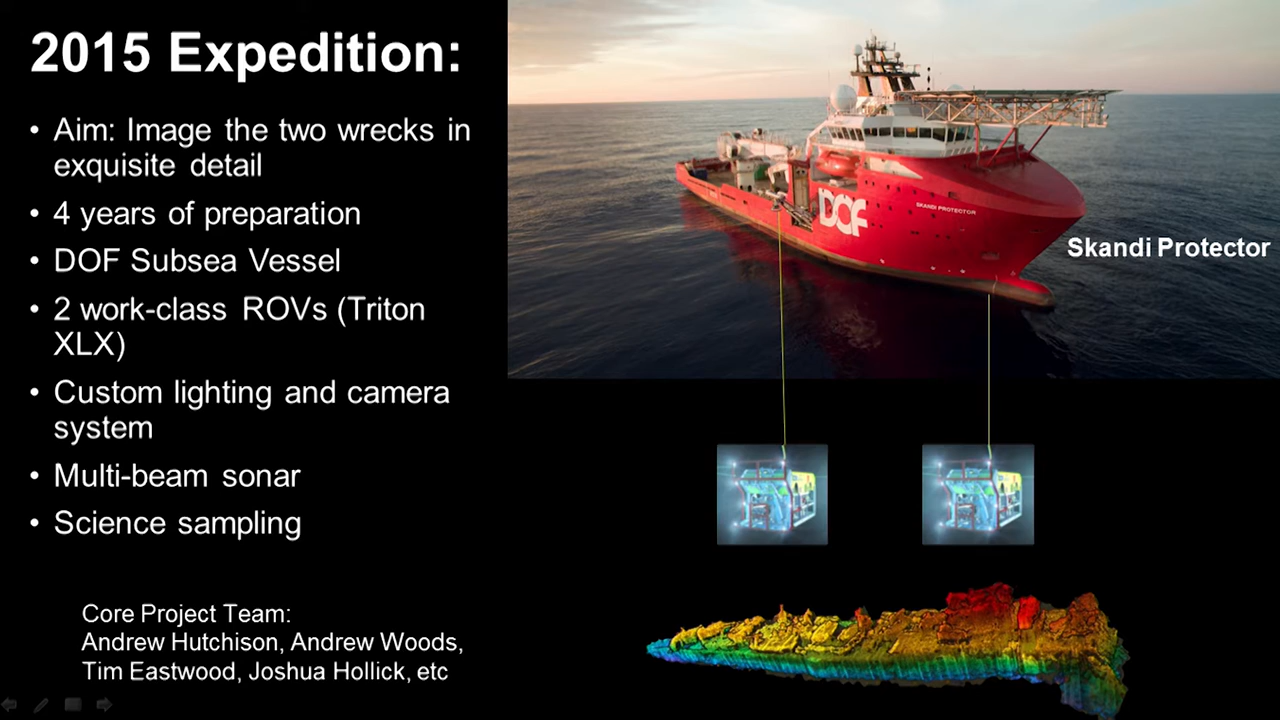 2015 Expedition:
• Aim: Image the two wrecks in
exquisite detail
• 4 years of preparation
• DOF Subsea Vessel
• 2 work-class ROVs (Triton
XLX)
• Custom lighting and camera
system
• Multi-beam sonar
• Science sampling
Core Project Team:
Andrew Hutchison, Andrew Woods,
Tim Eastwood, Joshua Hollick, etc
DOF
SKANDI PROTECTOR
Skandi Protector